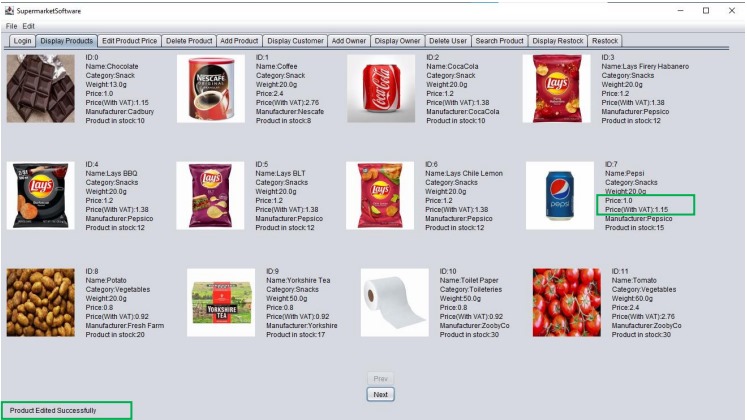 SupermarketSoftware
File Edit
Login Display Products Edit Product Price Delete Product Add Product Display Customer Add Owner Display Owner Delete User Search Product Display Restock Restock
ID:0
Name:Chocolate
Category:Snack
Weight:13.0g
Price:1.0
Price(With VAT):1.15
Manufacturer:Cadbury
Product in stock:10
NESCAFÉ
ORIGINAL
ID:1
Name:Coffee
Category:Snack
Weight:20.0g
Price:2.4
Price(With VAT):2.76
Manufacturer:Nescafe
Product in stock:8
Coca-Cola
ID:2
Name:CocaCola
Category:Snacks
Weight:20.0g
Price:1.2
Price(With VAT):1.38
Manufacturer:CocaCola
Product in stock:10
Lays
ID:3
Name:Lays Firery Habanero
Category:Snacks
Weight:20.0g
Price:1.2
Price(With VAT):1.38
Manufacturer:Pepsico
Product in stock:12
Lays
ID:4
Name:Lays BBQ
Category:Snacks
Weight:20.0g
Price:1.2
Price(With VAT):1.38
Manufacturer:Pepsico
Product in stock:12
Lays
BLT
ID:5
Name:Lays BLT
Category:Snacks
Weight:20.0g
Price:1.2
Price(With VAT):1.38
Manufacturer:Pepsico
Product in stock:12
Lays
ID:6
Name:Lays Chile Lemon
Category:Snacks
Weight:20.0g
Price:1.2
Price(With VAT):1.38
Manufacturer:Pepsico
Product in stock:12
pepsi
ID:7
Name:Pepsi
Category:Snacks
Weight:20.0g
Price:1.0
Price(With VAT):1.15
Manufacturer:Pepsico
Product in stock:15
ID:8
Name:Potato
Category:Vegetables
Weight:20.0g
Price:0.8
Price(With VAT):0.92
Manufacturer:Fresh Farm
Product in stock:20
YORKSHIRE
TEA
ID:9
Name:Yorkshire Tea
Category:Snacks
Weight:50.0g
Price:0.8
Price(With VAT):0.92
Manufacturer:Yorkshire
Product in stock:17
ID:10
Name:Toilet Paper
Category:Toileteries
Weight:50.0g
Price:0.8
Price(With VAT):0.92
Manufacturer:ZoobyCo
Product in stock:30
ID:11
Name:Tomato
Category:Vegetables
Weight:60.0g
Price:2.4
Price(With VAT):2.76
Manufacturer:ZoobyCo
Product in stock:30
Prev
Next
Product Edited Successfully